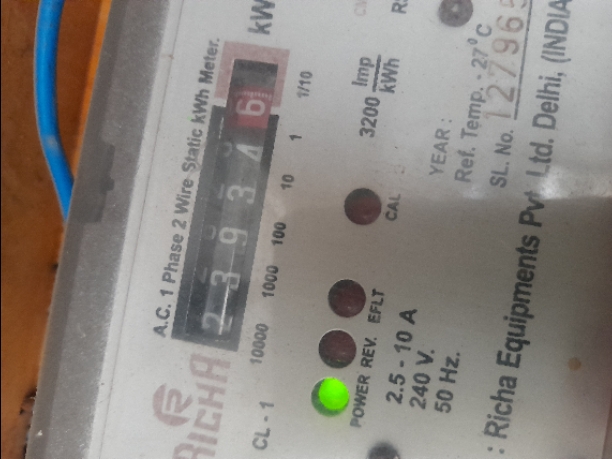 A.C. 1 Phase 2 Wire Static kWh Meter.
RICHA
2 3 9 3 4 6
kW
10000 1000 100 10 1 1/10
CL - 1
3200 Imp
kWh
POWER REV. EFLT CAL
2.5 - 10 A
240 V.
50 Hz.
YEAR :
Ref. Temp. - 27°C
SL. No. 12796
: Richa Equipments Pvt. Ltd. Delhi, (INDIA